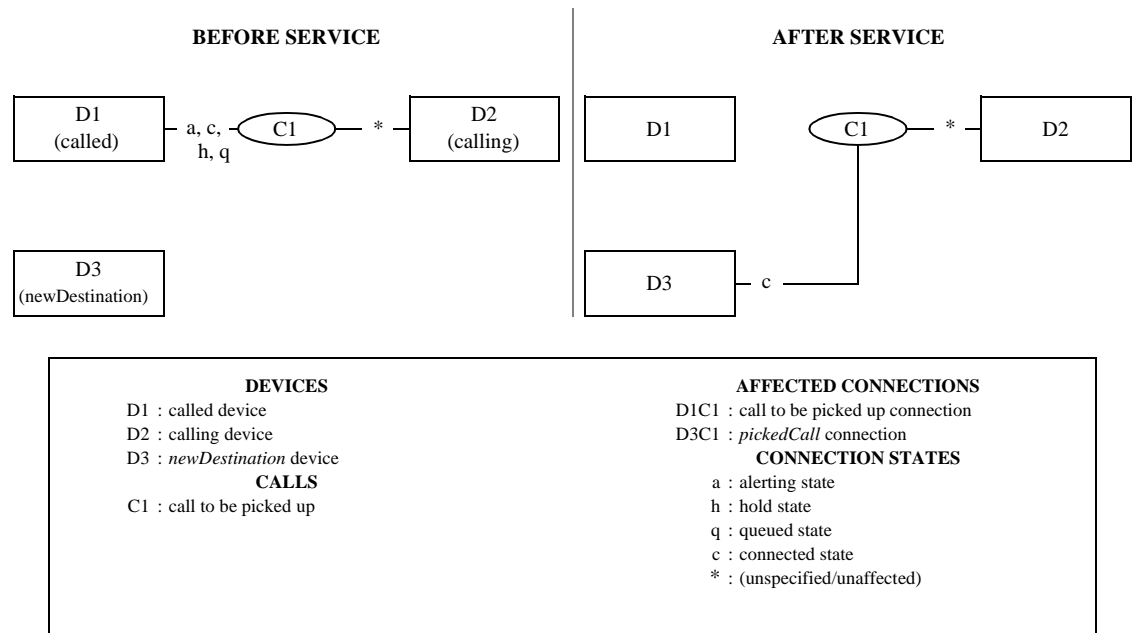 BEFORE SERVICE
AFTER SERVICE
D1
(called)
a, c,
h, q
C1
*
D2
(calling)
D1
C1
*
D2
D3
(newDestination)
D3
c
DEVICES
D1 : called device
D2 : calling device
D3 : newDestination device
CALLS
C1 : call to be picked up
AFFECTED CONNECTIONS
D1C1 : call to be picked up connection
D3C1 : pickedCall connection
CONNECTION STATES
a : alerting state
h : hold state
q : queued state
c : connected state
* : (unspecified/unaffected)